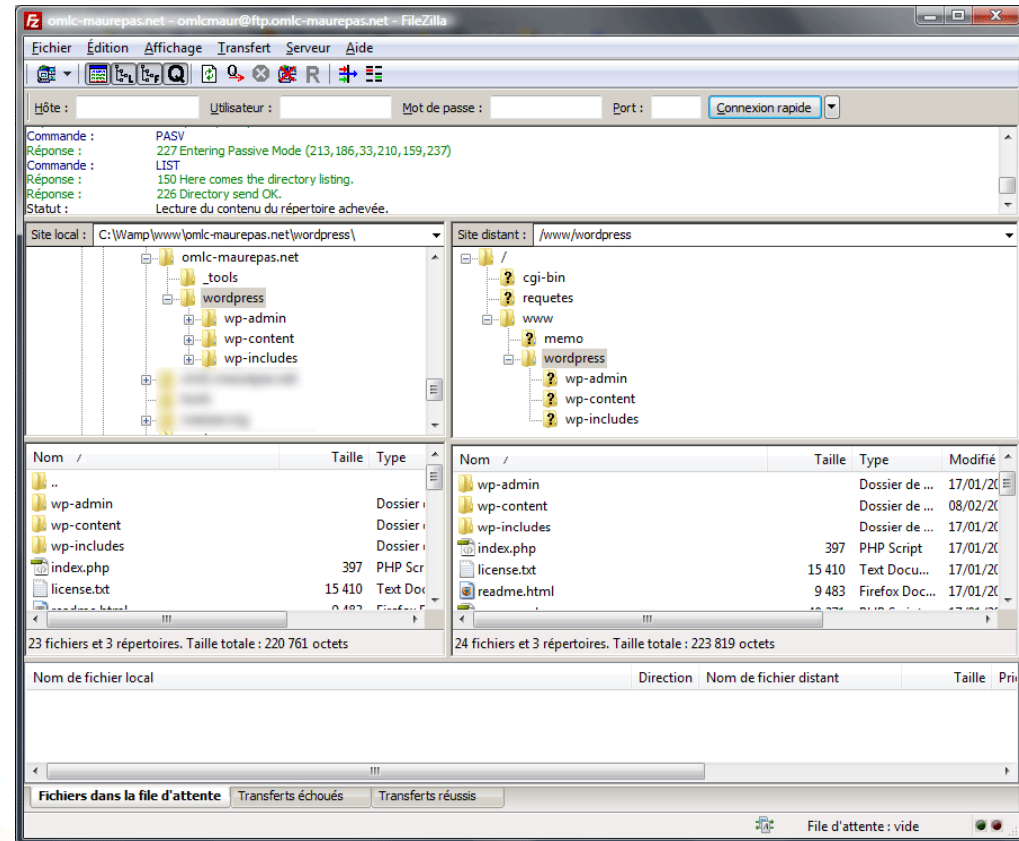 omlc-maurepas.net - omlcmaur@ftp.omlc-maurepas.net - FileZilla
Fichier Édition Affichage Transfert Serveur Aide
Hôte : Utilisateur : Mot de passe : Port : Connexion rapide
Commande : PASV
Réponse : 227 Entering Passive Mode (213,186,33,210,159,237)
Commande : LIST
Réponse : 150 Here comes the directory listing.
Réponse : 226 Directory send OK.
Statut : Lecture du contenu du répertoire achevée.
Site local : C:\Wamp\www\omlc-maurepas.net\wordpress\
omlc-maurepas.net
_tools
wordpress
wp-admin
wp-content
wp-includes
Site distant : /www/wordpress
/
cgi-bin
requetes
www
memo
wordpress
wp-admin
wp-content
wp-includes
Nom / Taille Type
..
wp-admin Dossier
wp-content Dossier
wp-includes Dossier
index.php 397 PHP Scr
license.txt 15 410 Text Doc
readme.html 9 483 Firefox
23 fichiers et 3 répertoires. Taille totale : 220 761 octets
Nom / Taille Type Modifié
wp-admin Dossier de ... 17/01/20
wp-content Dossier de ... 08/02/20
wp-includes Dossier de ... 17/01/20
index.php 397 PHP Script 17/01/20
license.txt 15 410 Text Docu... 17/01/20
readme.html 9 483 Firefox Doc... 17/01/20
24 fichiers et 3 répertoires. Taille totale : 223 819 octets
Nom de fichier local Direction Nom de fichier distant Taille Pri
Fichiers dans la file d'attente Transferts échoués Transferts réussis
File d'attente : vide